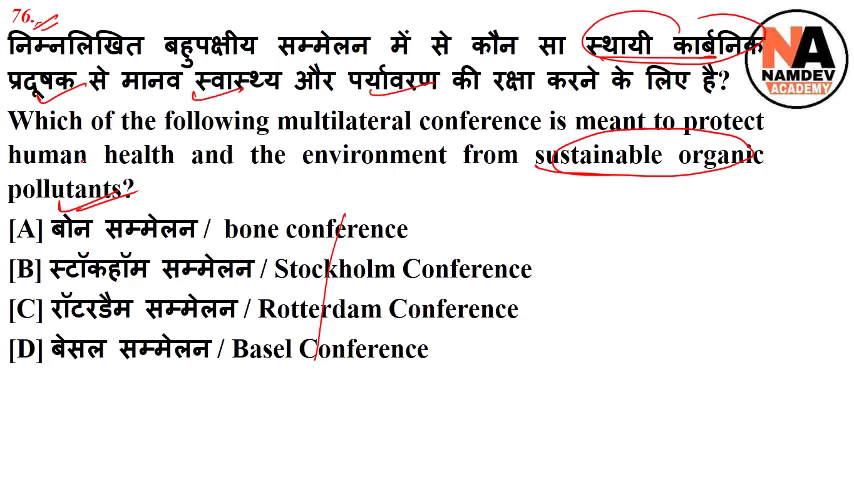 76.
निम्नलिखित बहुपक्षीय सम्मेलन में से कौन सा स्थायी कार्बनिक
प्रदूषक से मानव स्वास्थ्य और पर्यावरण की रक्षा करने के लिए है?
Which of the following multilateral conference is meant to protect
human health and the environment from sustainable organic
pollutants?
[A] बोन सम्मेलन / bone conference
[B] स्टॉकहॉम सम्मेलन / Stockholm Conference
[C] रॉटरडैम सम्मेलन / Rotterdam Conference
[D] बेसल सम्मेलन / Basel Conference
NA
NAMDEV
ACADEMY